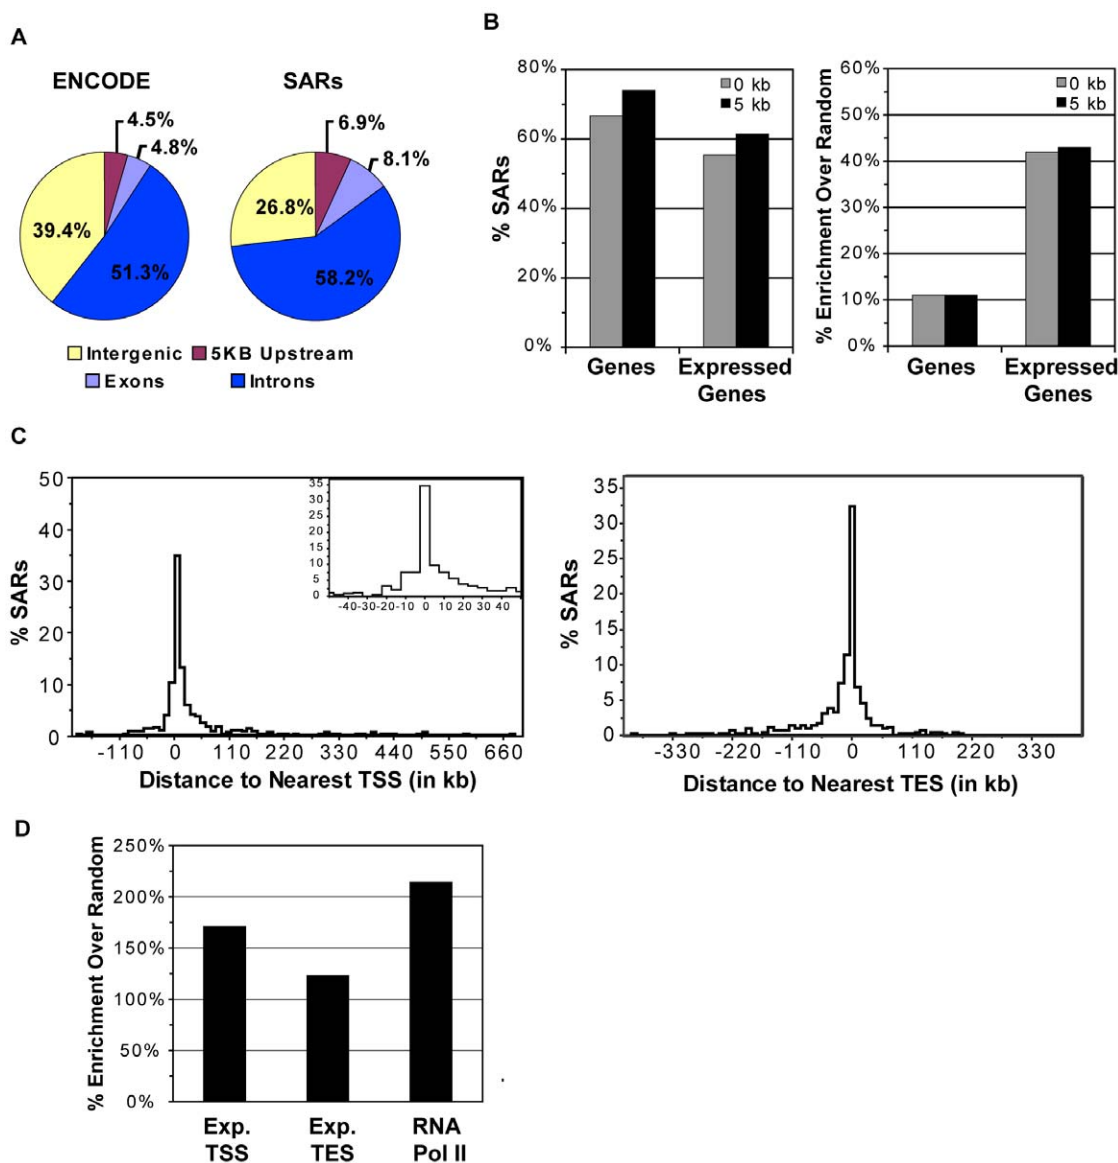 A
ENCODE
SARs
4.5%
4.8%
39.4%
51.3%
6.9%
8.1%
26.8%
58.2%
Intergenic
5KB Upstream
Exons
Introns
B
% SARs
80%
60%
40%
20%
0%
0 kb
5 kb
Genes
Expressed
Genes
% Enrichment Over Random
60%
50%
40%
30%
20%
10%
0%
0 kb
5 kb
Genes
Expressed
Genes
C
% SARs
50
40
30
20
10
0
-110 0 110 220 330 440 550 660
Distance to Nearest TSS (in kb)
35
30
25
20
15
10
5
0
-40 -30 -20 -10 0 10 20 30 40
% SARs
35
30
25
20
15
10
5
0
-330 -220 -110 0 110 220 330
Distance to Nearest TES (in kb)
D
% Enrichment Over Random
250%
200%
150%
100%
50%
0%
Exp.
TSS
Exp.
TES
RNA
Pol II